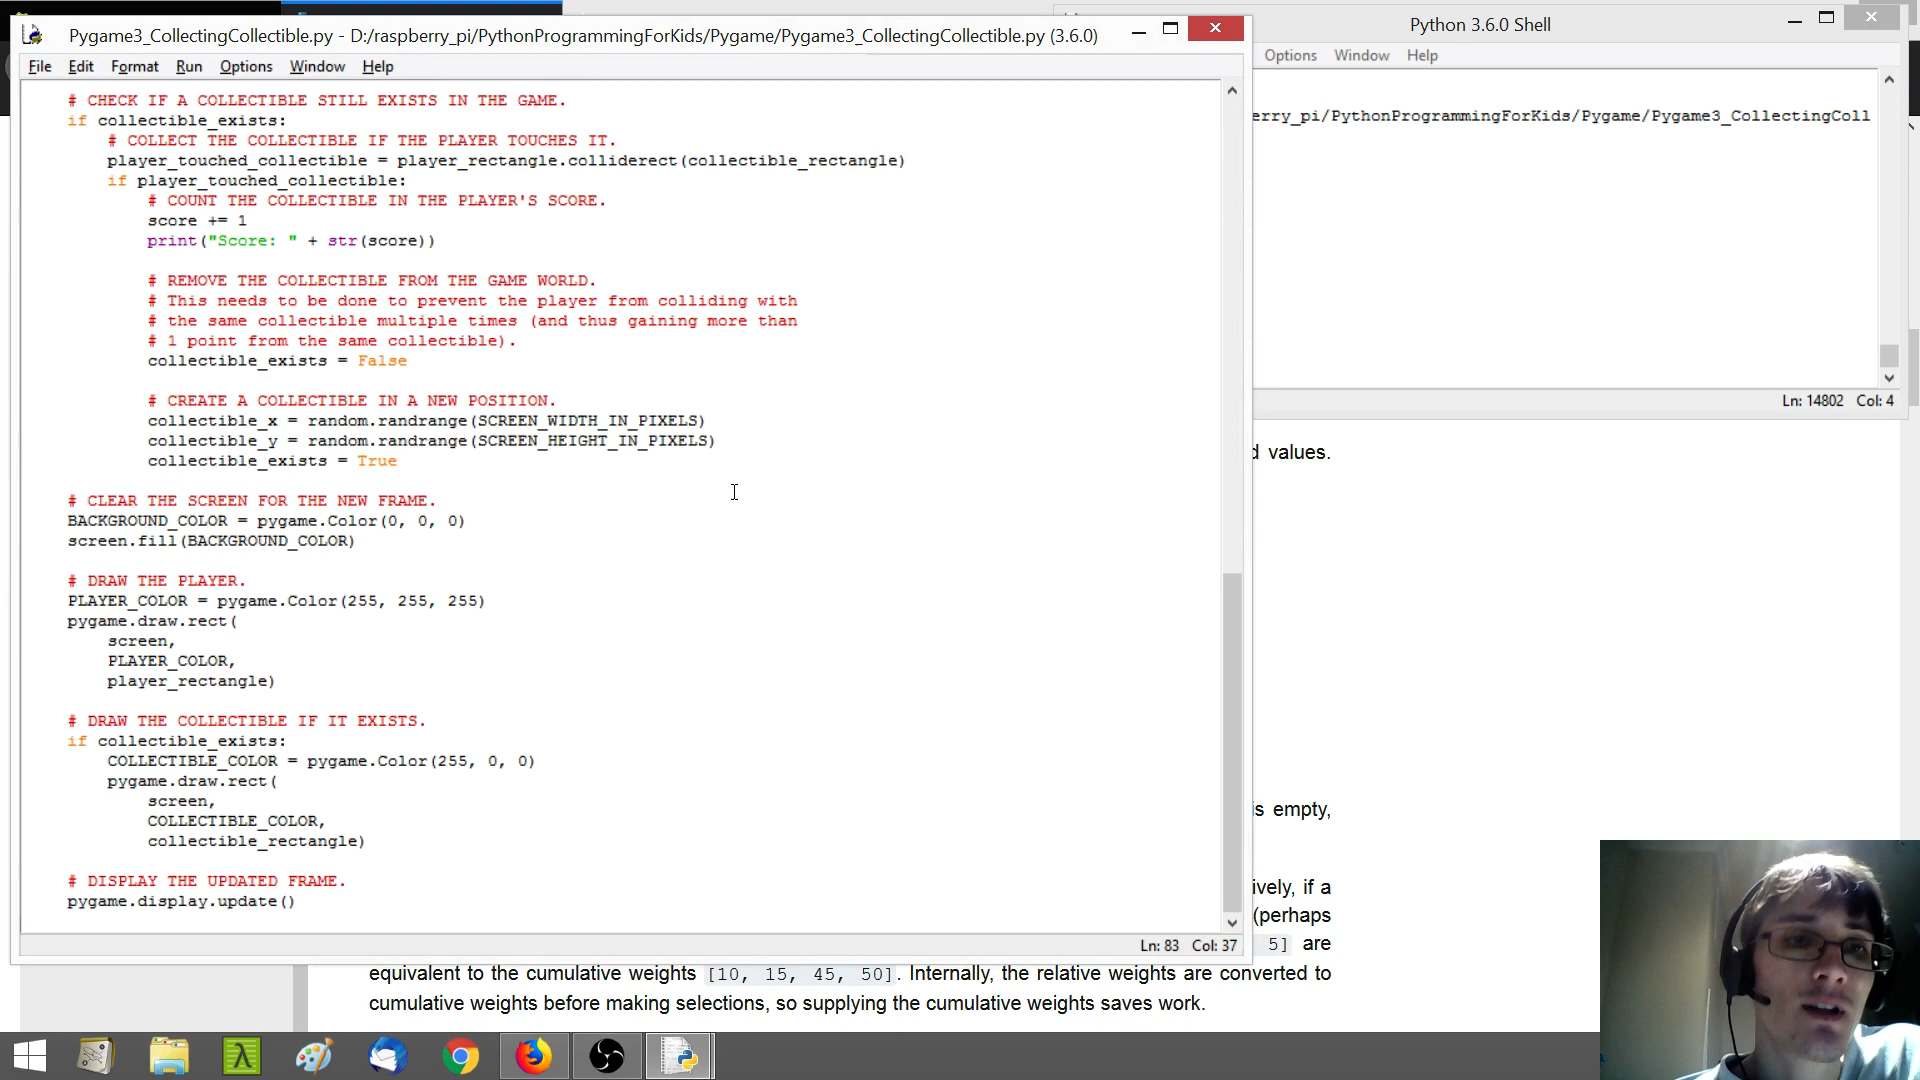 Pygame3_CollectingCollectible.py - D:/raspberry_pi/PythonProgrammingForKids/Pygame/Pygame3_CollectingCollectible.py (3.6.0)
File Edit Format Run Options Window Help
# CHECK IF A COLLECTIBLE STILL EXISTS IN THE GAME.
if collectible_exists:
# COLLECT THE COLLECTIBLE IF THE PLAYER TOUCHES IT.
player_touched_collectible = player_rectangle.colliderect(collectible_rectangle)
if player_touched_collectible:
# COUNT THE COLLECTIBLE IN THE PLAYER'S SCORE.
score += 1
print("Score: " + str(score))
# REMOVE THE COLLECTIBLE FROM THE GAME WORLD.
# This needs to be done to prevent the player from colliding with
# the same collectible multiple times (and thus gaining more than
# 1 point from the same collectible).
collectible_exists = False
# CREATE A COLLECTIBLE IN A NEW POSITION.
collectible_x = random.randrange(SCREEN_WIDTH_IN_PIXELS)
collectible_y = random.randrange(SCREEN_HEIGHT_IN_PIXELS)
collectible_exists = True
# CLEAR THE SCREEN FOR THE NEW FRAME.
BACKGROUND_COLOR = pygame.Color(0, 0, 0)
screen.fill(BACKGROUND_COLOR)
# DRAW THE PLAYER.
PLAYER_COLOR = pygame.Color(255, 255, 255)
pygame.draw.rect(
screen,
PLAYER_COLOR,
player_rectangle)
# DRAW THE COLLECTIBLE IF IT EXISTS.
if collectible_exists:
COLLECTIBLE_COLOR = pygame.Color(255, 0, 0)
pygame.draw.rect(
screen,
COLLECTIBLE_COLOR,
collectible_rectangle)
# DISPLAY THE UPDATED FRAME.
pygame.display.update()
Ln: 83 Col: 37
Python 3.6.0 Shell
Options Window Help
erry_pi/PythonProgrammingForKids/Pygame/Pygame3_CollectingColl
Ln: 14802 Col: 4
d values.
is empty,
ively, if a
(perhaps
5] are
equivalent to the cumulative weights [10, 15, 45, 50]. Internally, the relative weights are converted to
cumulative weights before making selections, so supplying the cumulative weights saves work.